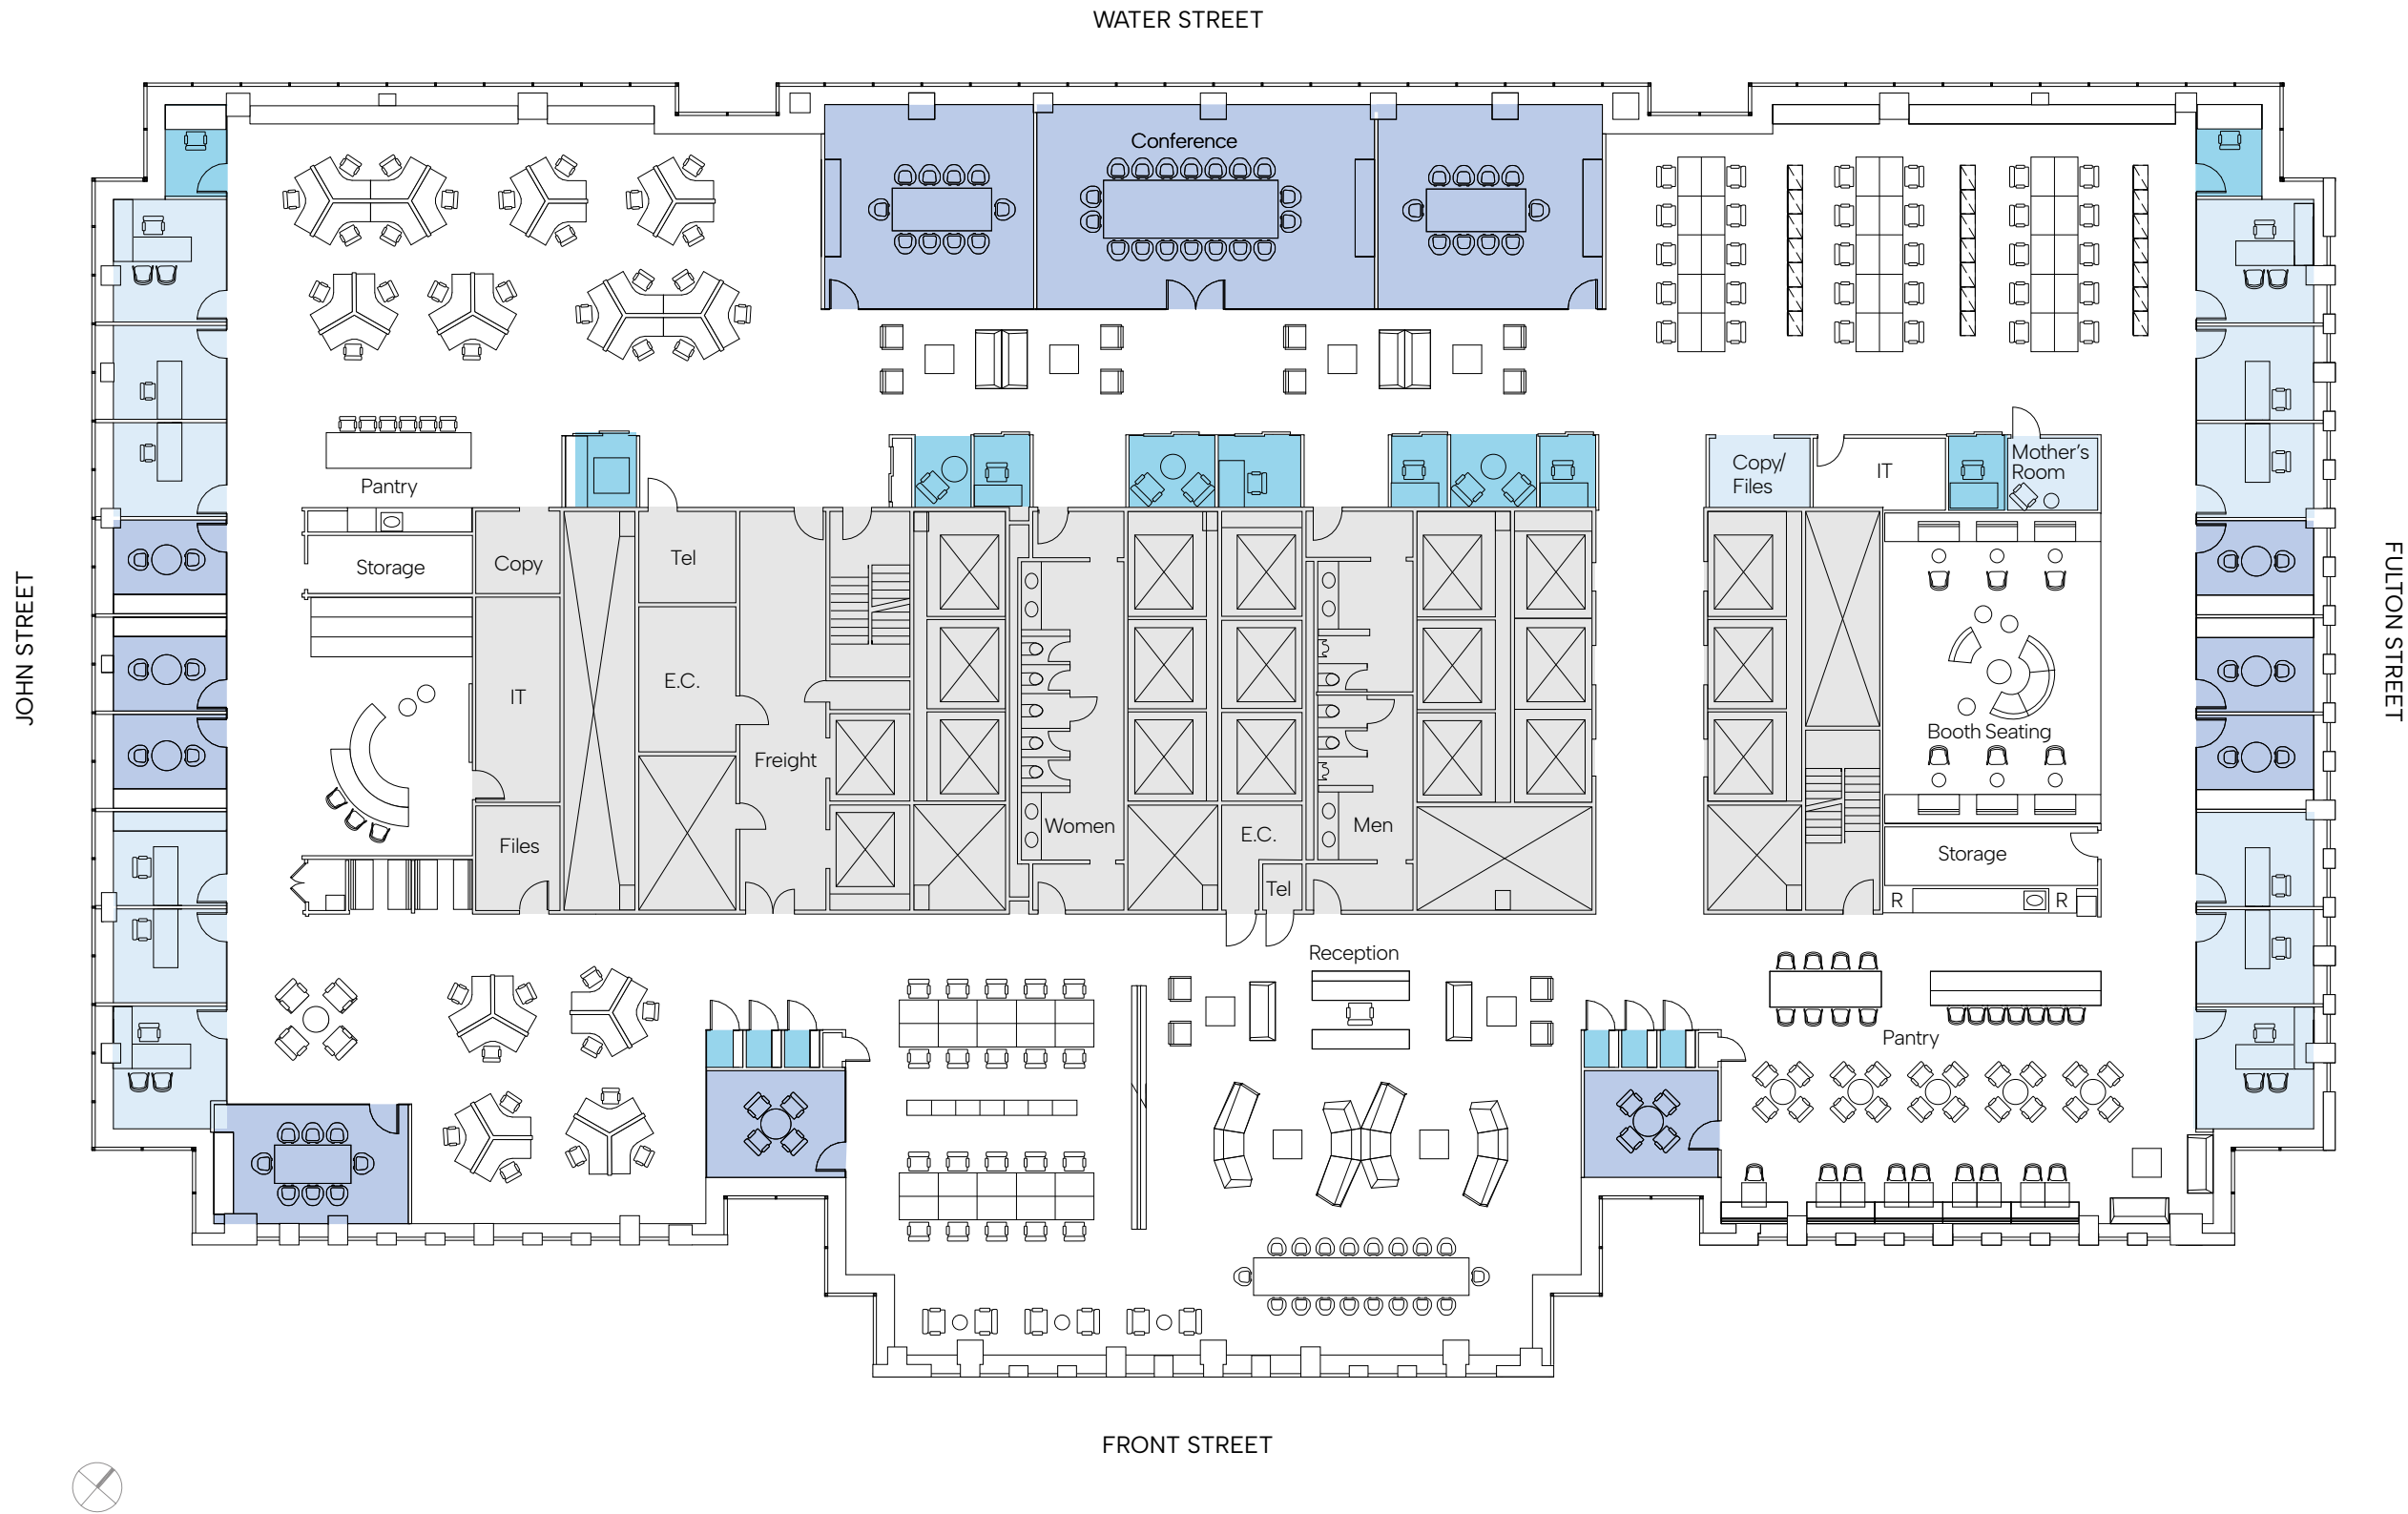 WATER STREET
Conference
Pantry
Copy/
Files
IT
Mother's
Room
Storage
Copy
Tel
JOHN STREET
FULTON STREET
IT
E.C.
Freight
Booth Seating
Files
Women
E.C.
Men
Storage
Tel
R
R
Reception
Pantry
FRONT STREET